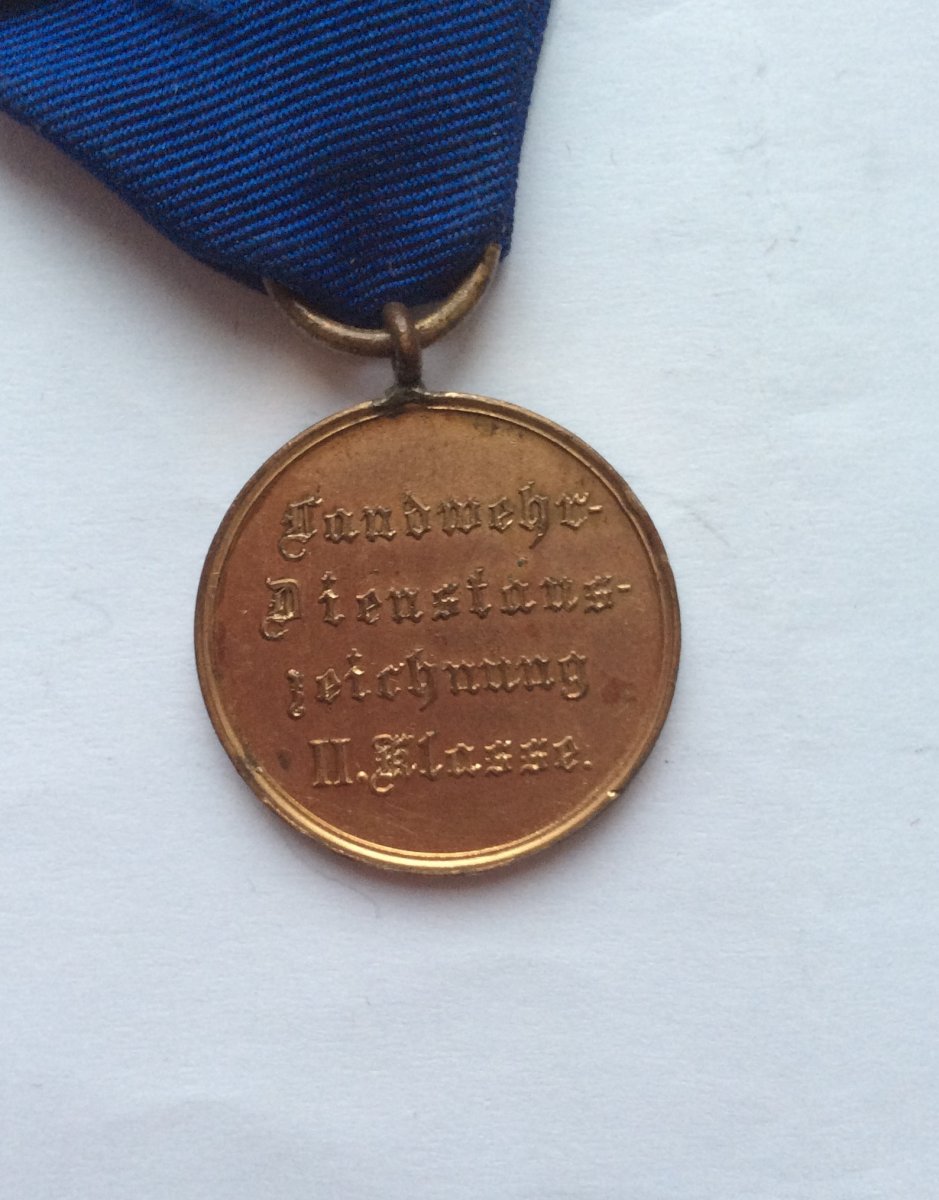 Landwehr-
Dienstaus-
zeichnung
II. Klasse.